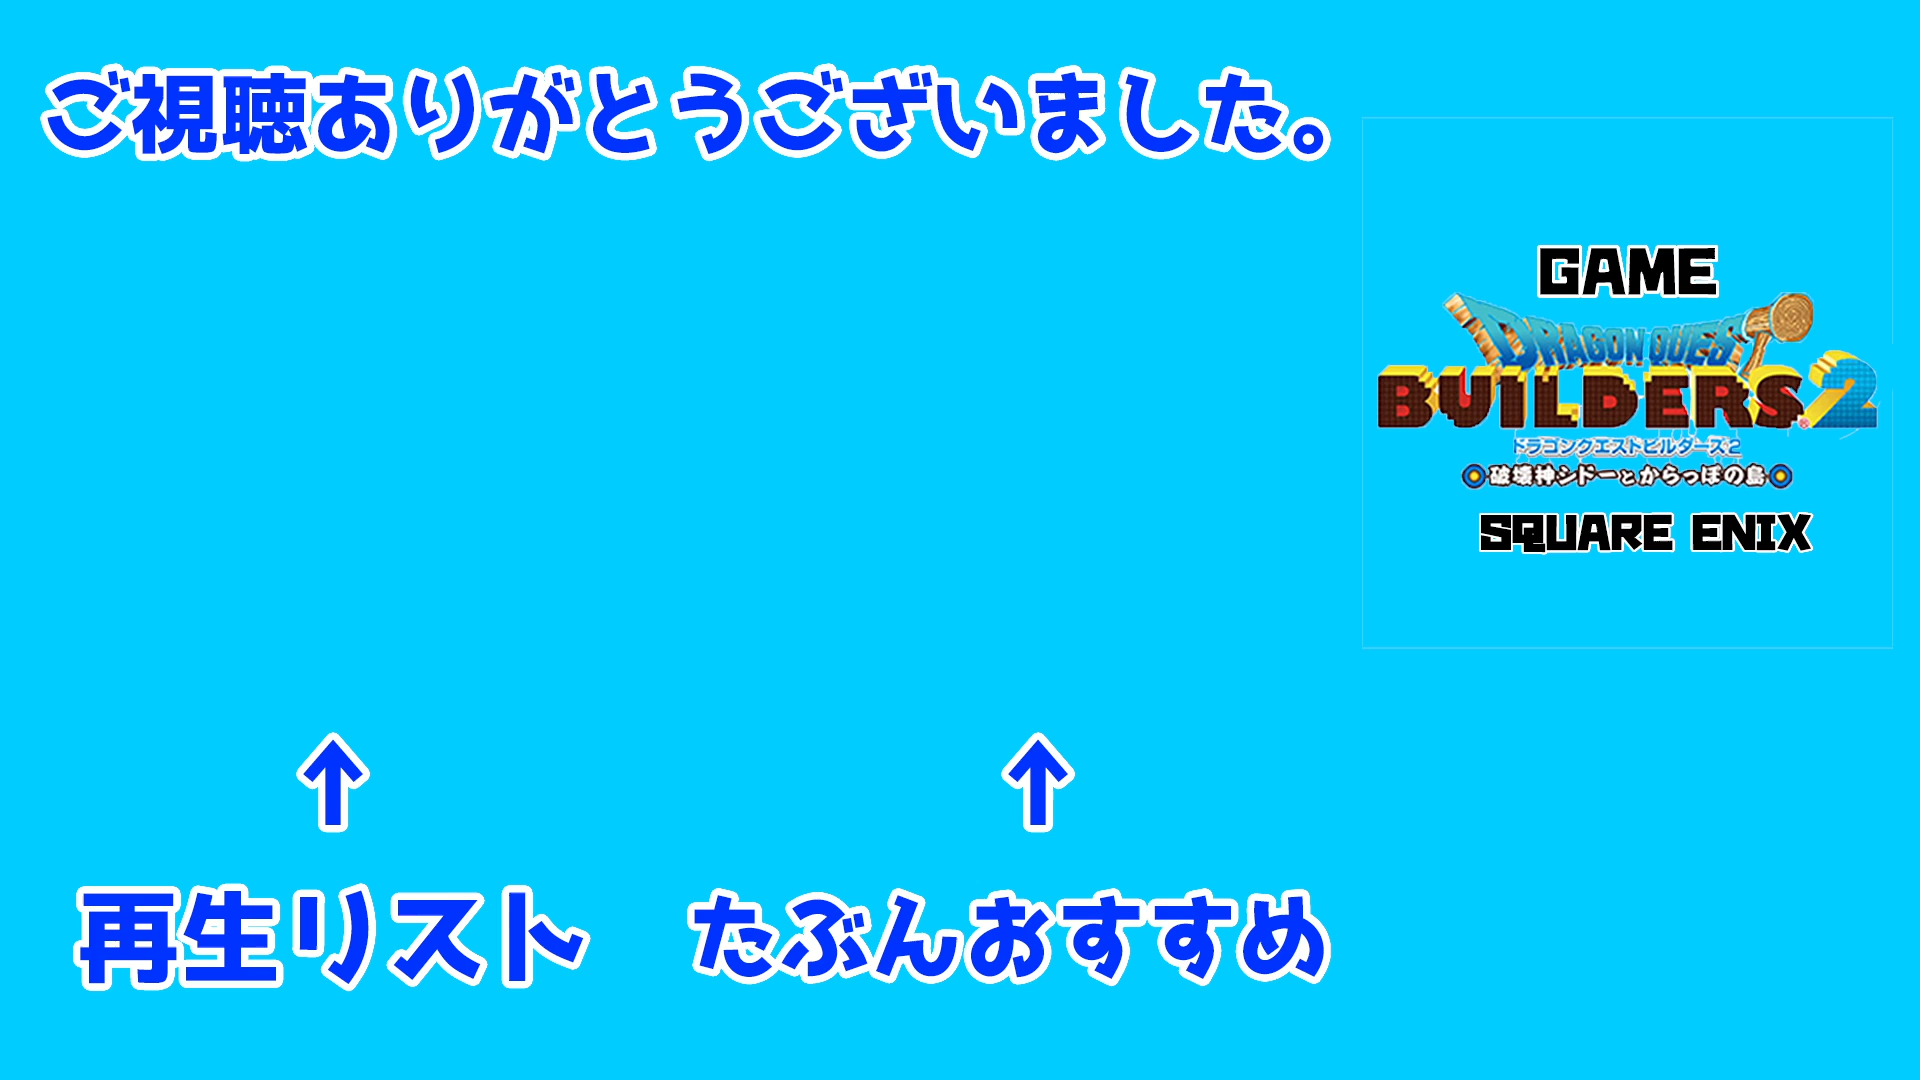 ご視聴ありがとうございました。
GAME
DRAGON QUEST
BUILDERS®2
ドラゴンクエストビルダーズ2
破壊神シドーとからっぽの島
SQUARE ENIX
↑ ↑
再生リスト たぶんおすすめ